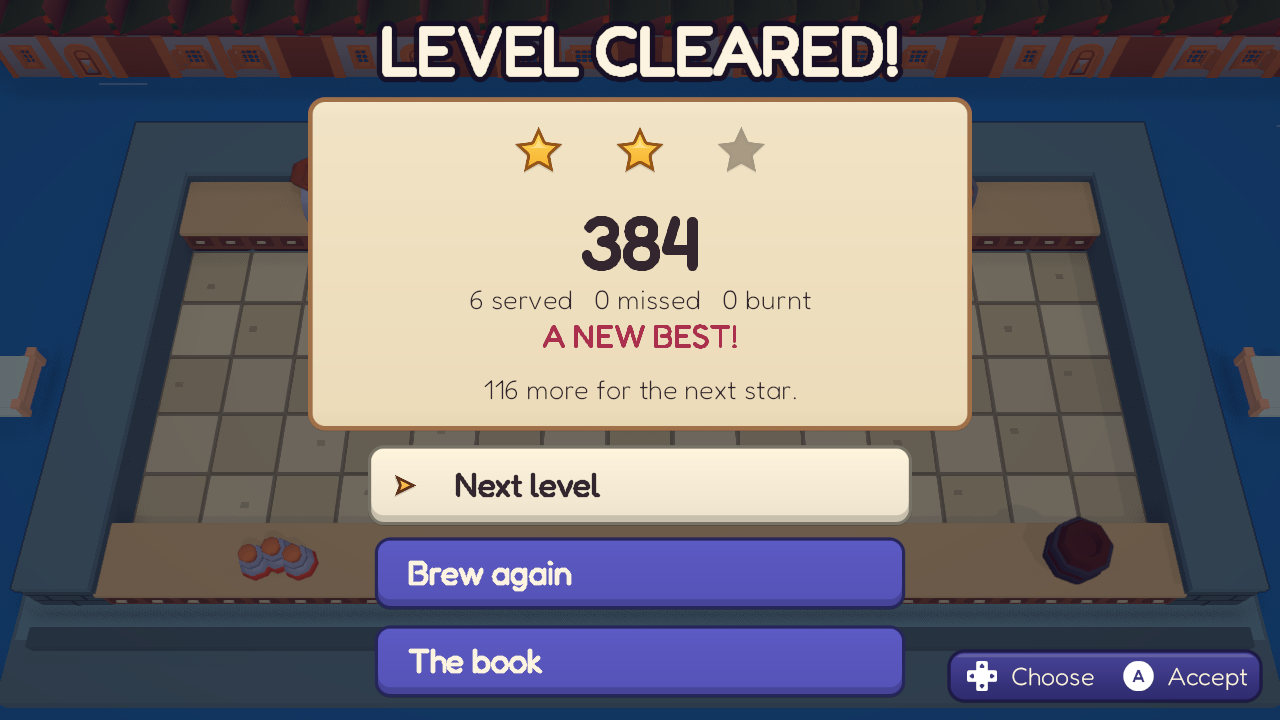 LEVEL CLEARED!
384
6 served 0 missed 0 burnt
A NEW BEST!
116 more for the next star.
Next level
Brew again
The book
Choose A Accept